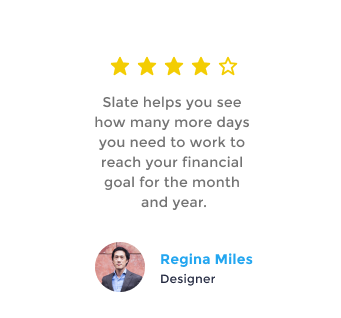 Slate helps you see
how many more days
you need to work to
reach your financial
goal for the month
and year.
Regina Miles
Designer